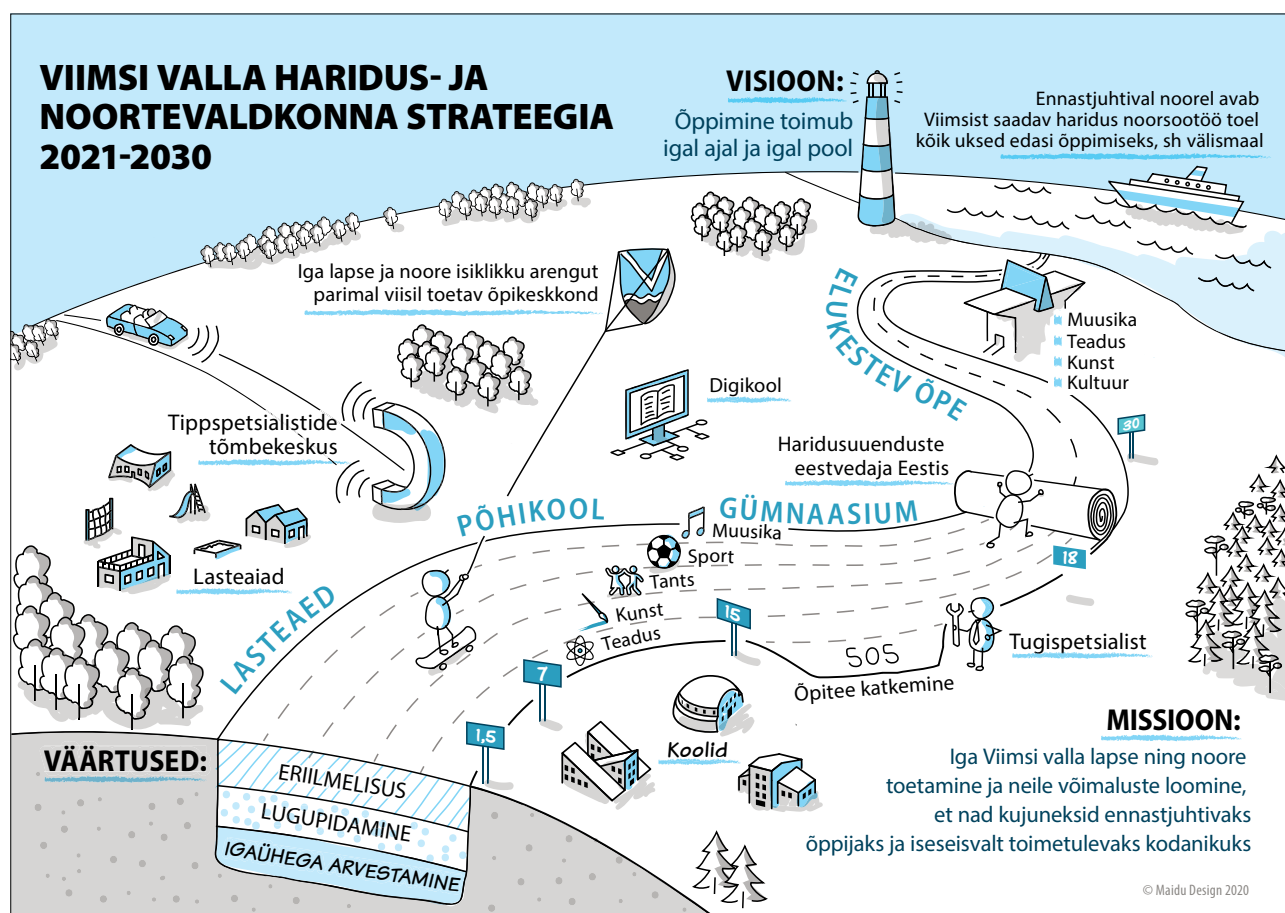 VIIMSI VALLA HARIDUS- JA
NOORTEVALDKONNA STRATEEGIA
2021-2030
VISIOON:
Õppimine toimub
igal ajal ja igal pool
Ennastjuhtival noorel avab
Viimsist saadav haridus noorsootöö toel
kõik uksed edasi õppimiseks, sh välismaal
Iga lapse ja noore isiklikku arengut
parimal viisil toetav õpikeskkond
ELUKESTEV ÕPE
Muusika
Teadus
Kunst
Kultuur
Digikool
Tippspetsialistide
tõmbekeskus
Haridusuuenduste
eestvedaja Eestis
30
Lasteaiad
LASTEAED
PÕHIKOOL
GÜMNAASIUM
Muusika
Sport
Tants
Kunst
Teadus
18
15
7
1,5
SOS
Õpitee katkemine
Tugispetsialist
Koolid
VÄÄRTUSED:
ERIILMELISUS
LUGUPIDAMINE
IGAÜHEGA ARVESTAMINE
MISSIOON:
Iga Viimsi valla lapse ning noore
toetamine ja neile võimaluste loomine,
et nad kujuneksid ennastjuhtivaks
õppijaks ja iseseisvalt toimetulevaks kodanikuks
© Maidu Design 2020